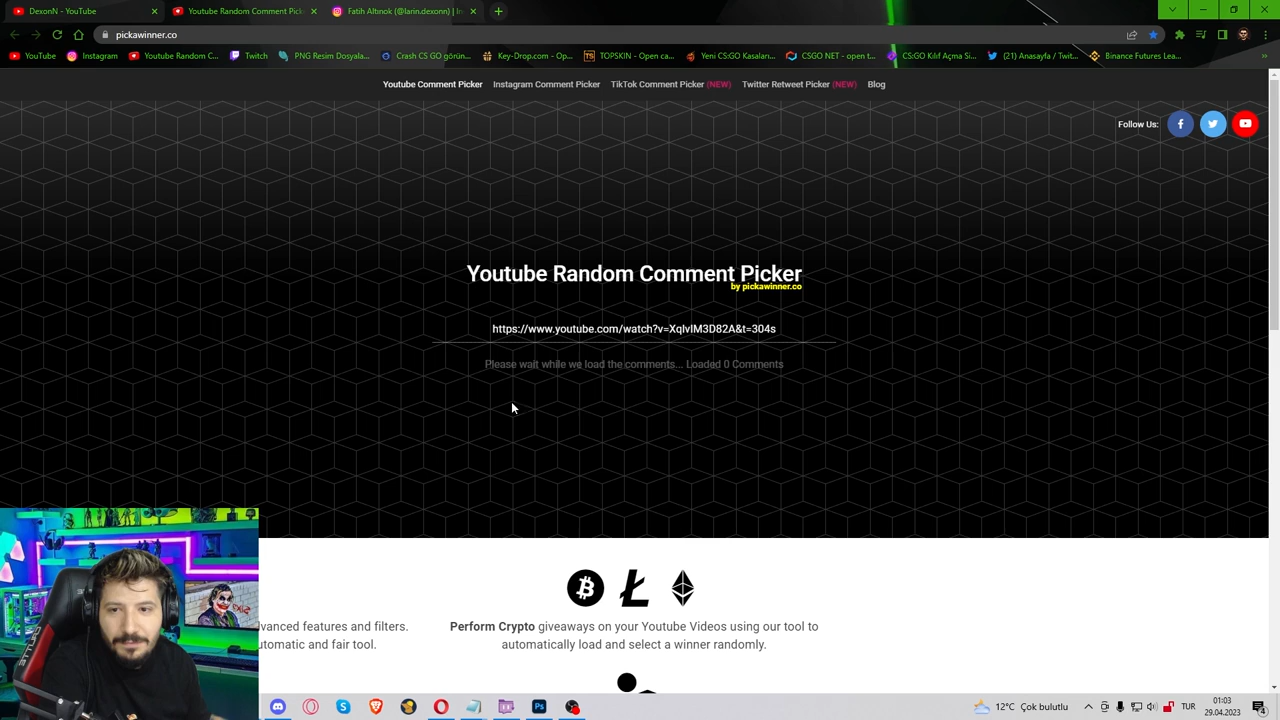 DexonN - YouTube
Youtube Random Comment Pick
Fatih Altınok (@larin.dexonn) | In
pickawinner.co
YouTube
Instagram
Youtube Random C...
Twitch
PNG Resim Dosyala...
Crash CS GO görün...
Key-Drop.com - Op...
TOPSKIN - Open ca...
Yeni CS:GO Kasaları...
CSGO NET - open t...
CS:GO Kılıf Açma Si...
(21) Anasayfa / Twit...
Binance Futures Lea...
Youtube Comment Picker
Instagram Comment Picker
TikTok Comment Picker (NEW)
Twitter Retweet Picker (NEW)
Blog
Follow Us:
Youtube Random Comment Picker
by pickawinner.co
https://www.youtube.com/watch?v=XqIvIM3D82A&t=304s
Please wait while we load the comments... Loaded 0 Comments
dvanced features and filters.
utomatic and fair tool.
Perform Crypto giveaways on your Youtube Videos using our tool to
automatically load and select a winner randomly.
12°C Çok bulutlu
TUR
01:03
29.04.2023
4